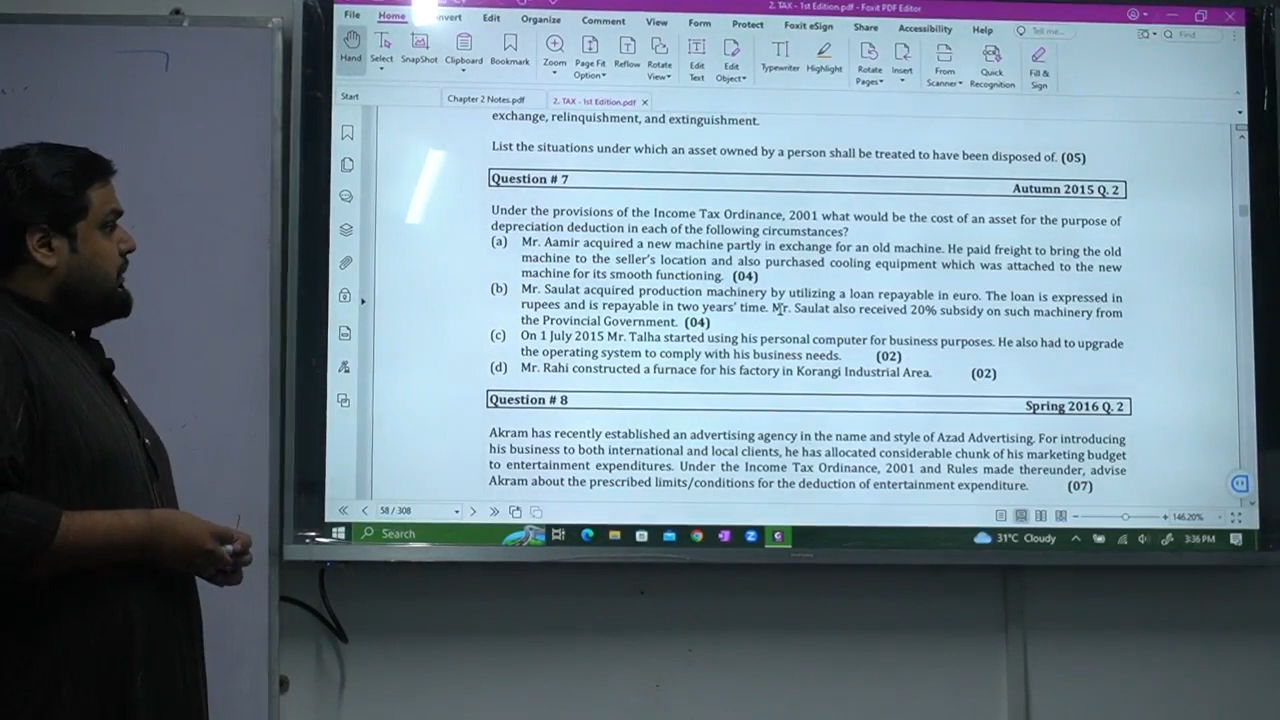 2. TAX - 1st Edition.pdf - Foxit PDF Editor
File Home nvert Edit Organize Comment View Form Protect Foxit eSign Share Accessibility Help Tell me... Find
Hand Select SnapShot Clipboard Bookmark Zoom Page Fit Option Reflow Rotate View Edit Text Edit Object Typewriter Highlight Rotate Pages Insert From Scanner Quick Recognition Fill & Sign
Start Chapter 2 Notes.pdf 2. TAX - 1st Edition.pdf
exchange, relinquishment, and extinguishment.
List the situations under which an asset owned by a person shall be treated to have been disposed of. (05)
Question # 7 Autumn 2015 Q. 2
Under the provisions of the Income Tax Ordinance, 2001 what would be the cost of an asset for the purpose of
depreciation deduction in each of the following circumstances?
(a) Mr. Aamir acquired a new machine partly in exchange for an old machine. He paid freight to bring the old
machine to the seller's location and also purchased cooling equipment which was attached to the new
machine for its smooth functioning. (04)
(b) Mr. Saulat acquired production machinery by utilizing a loan repayable in euro. The loan is expressed in
rupees and is repayable in two years' time. Mr. Saulat also received 20% subsidy on such machinery from
the Provincial Government. (04)
(c) On 1 July 2015 Mr. Talha started using his personal computer for business purposes. He also had to upgrade
the operating system to comply with his business needs. (02)
(d) Mr. Rahi constructed a furnace for his factory in Korangi Industrial Area. (02)
Question # 8 Spring 2016 Q. 2
Akram has recently established an advertising agency in the name and style of Azad Advertising. For introducing
his business to both international and local clients, he has allocated considerable chunk of his marketing budget
to entertainment expenditures. Under the Income Tax Ordinance, 2001 and Rules made thereunder, advise
Akram about the prescribed limits/conditions for the deduction of entertainment expenditure. (07)
58 / 308 146.20%
Search 31°C Cloudy 3:36 PM